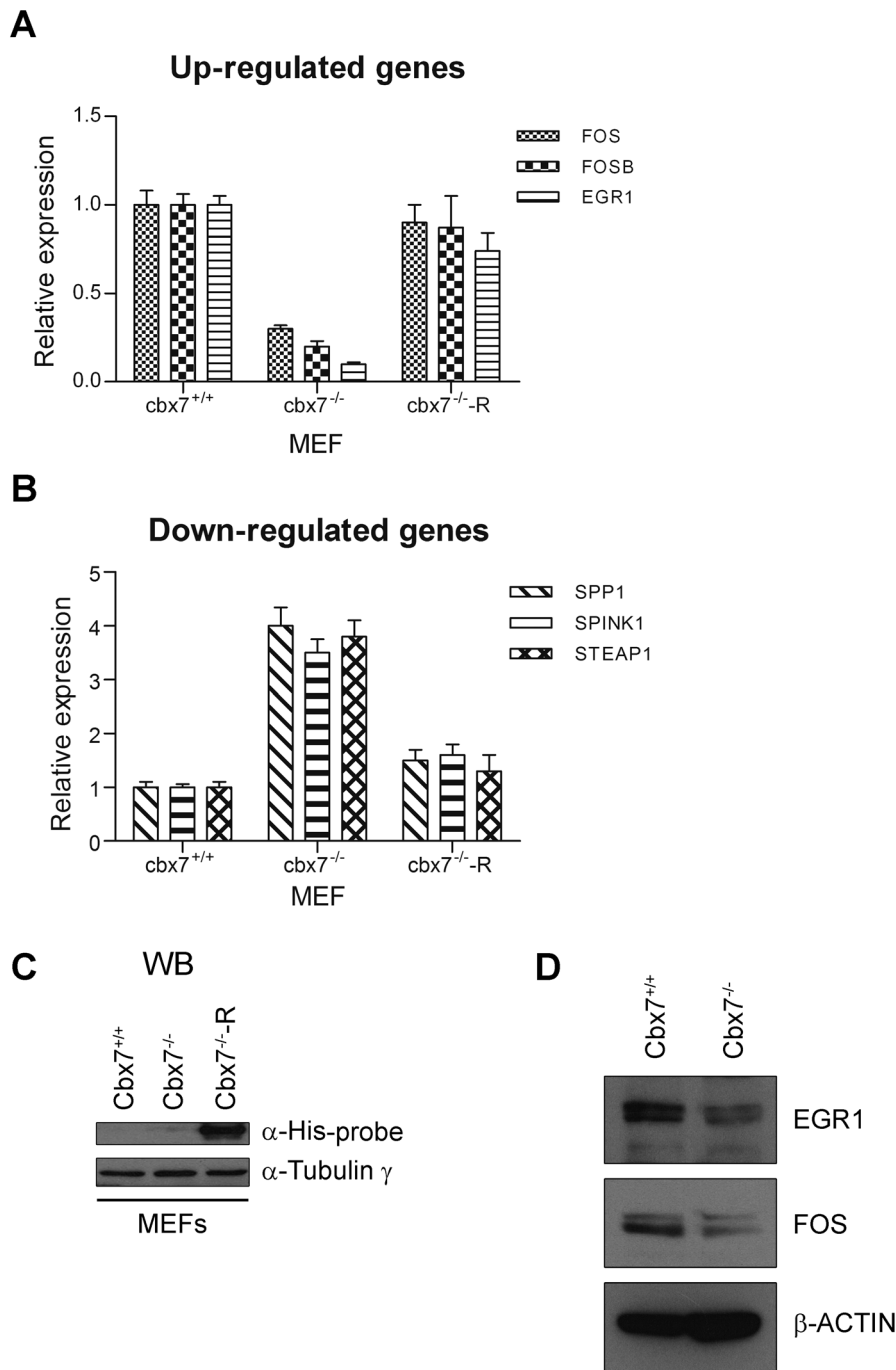 A
Up-regulated genes
Relative expression
1.5
1.0
0.5
0.0
FOS
FOSB
EGR1
cbx7+/+
cbx7-/-
cbx7-/--R
MEF
B
Down-regulated genes
Relative expression
5
4
3
2
1
0
SPP1
SPINK1
STEAP1
cbx7+/+
cbx7-/-
cbx7-/--R
MEF
C
WB
Cbx7+/+
Cbx7-/-
Cbx7-/--R
α-His-probe
α-Tubulin γ
MEFs
D
Cbx7+/+
Cbx7-/-
EGR1
FOS
β-ACTIN